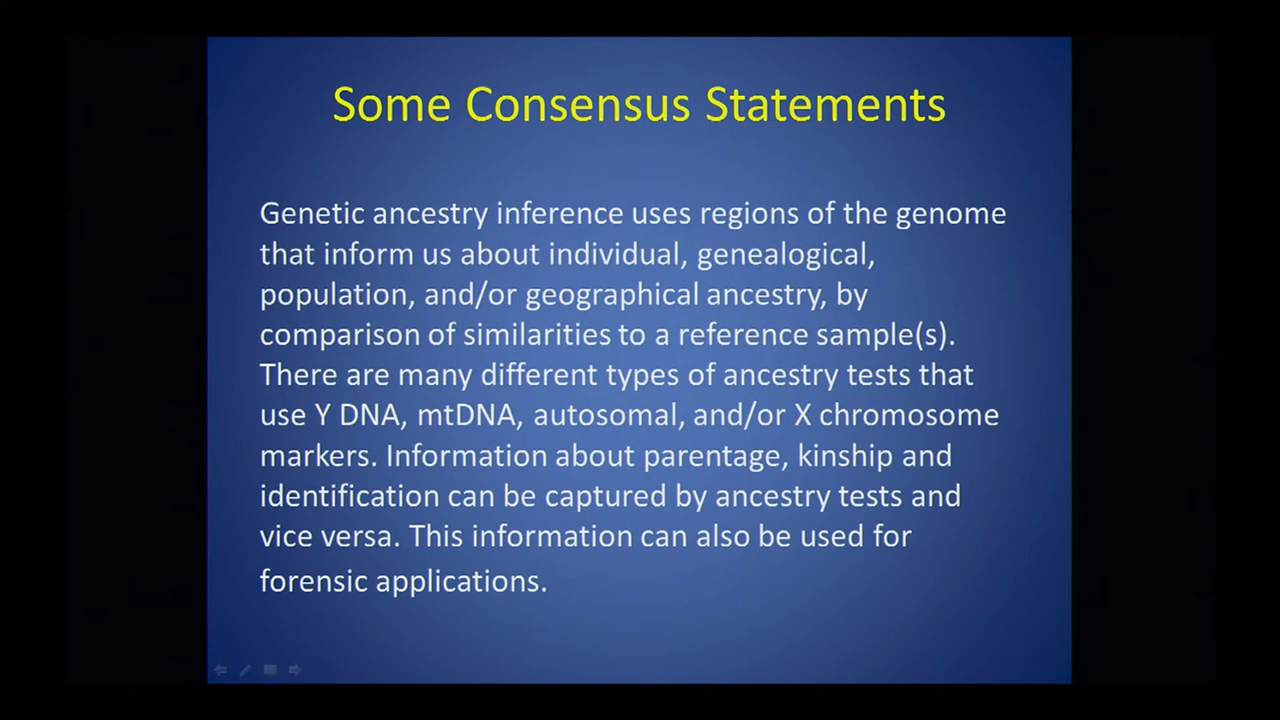 Some Consensus Statements
Genetic ancestry inference uses regions of the genome
that inform us about individual, genealogical,
population, and/or geographical ancestry, by
comparison of similarities to a reference sample(s).
There are many different types of ancestry tests that
use Y DNA, mtDNA, autosomal, and/or X chromosome
markers. Information about parentage, kinship and
identification can be captured by ancestry tests and
vice versa. This information can also be used for
forensic applications.